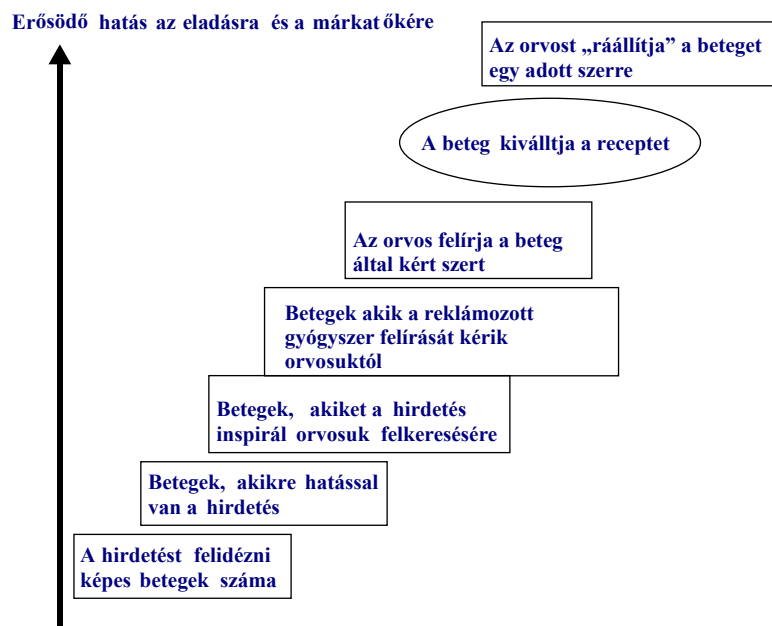 Erősödő hatás az eladásra és a márkatőkére
Az orvost „ráállítja” a beteget
egy adott szerre
A beteg kiválltja a receptet
Az orvos felírja a beteg
által kért szert
Betegek akik a reklámozott
gyógyszer felírását kérik
orvosuktól
Betegek, akiket a hirdetés
inspirál orvosuk felkeresésére
Betegek, akikre hatással
van a hirdetés
A hirdetést felidézni
képes betegek száma